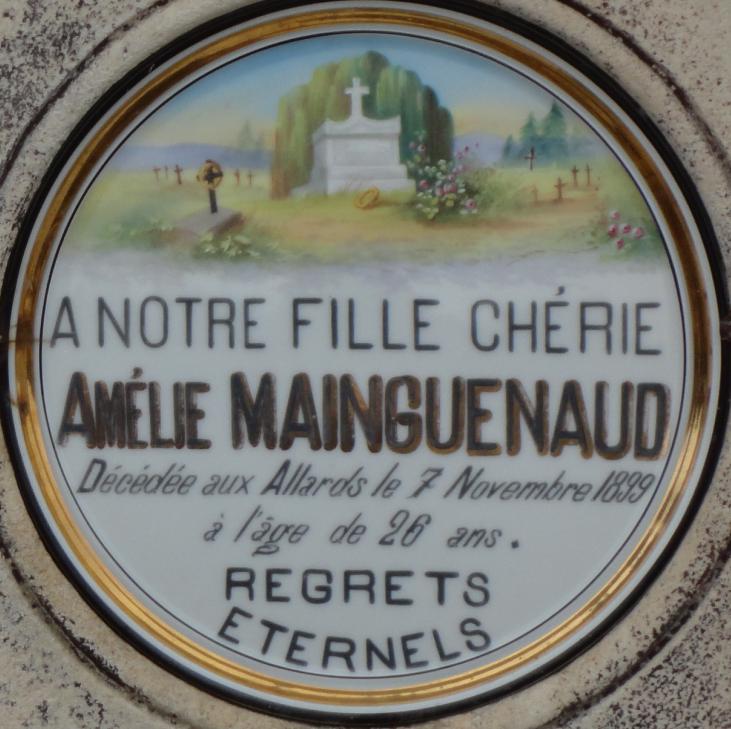 A NOTRE FILLE CHÉRIE
AMÉLIE MAINGUENAUD
Décédée aux Allards le 7 Novembre 1899
à l'âge de 26 ans.
REGRETS
ETERNELS